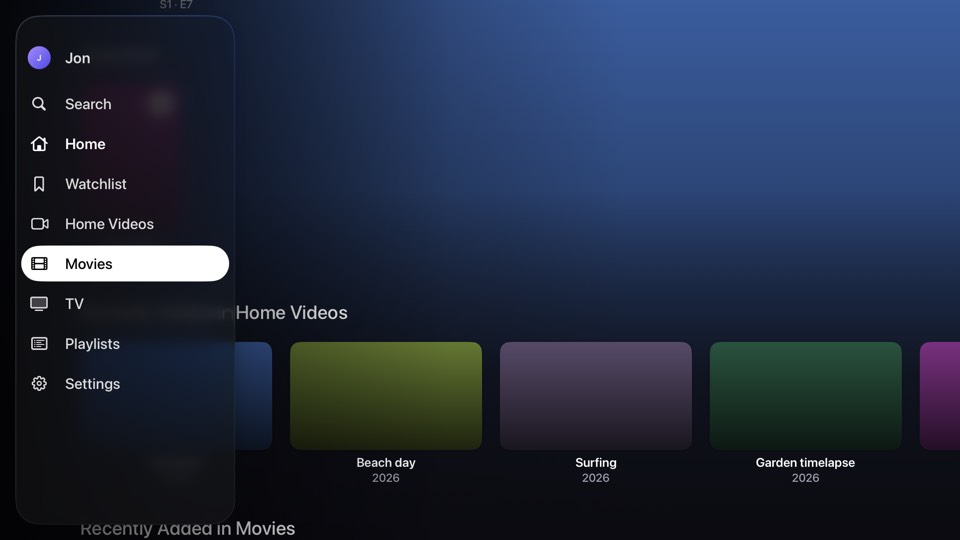 S1 · E7
J
Jon
Search
Home
Watchlist
Home Videos
Movies
TV
Playlists
Settings
Home Videos
Beach day
2026
Surfing
2026
Garden timelapse
2026
Recently Added in Movies